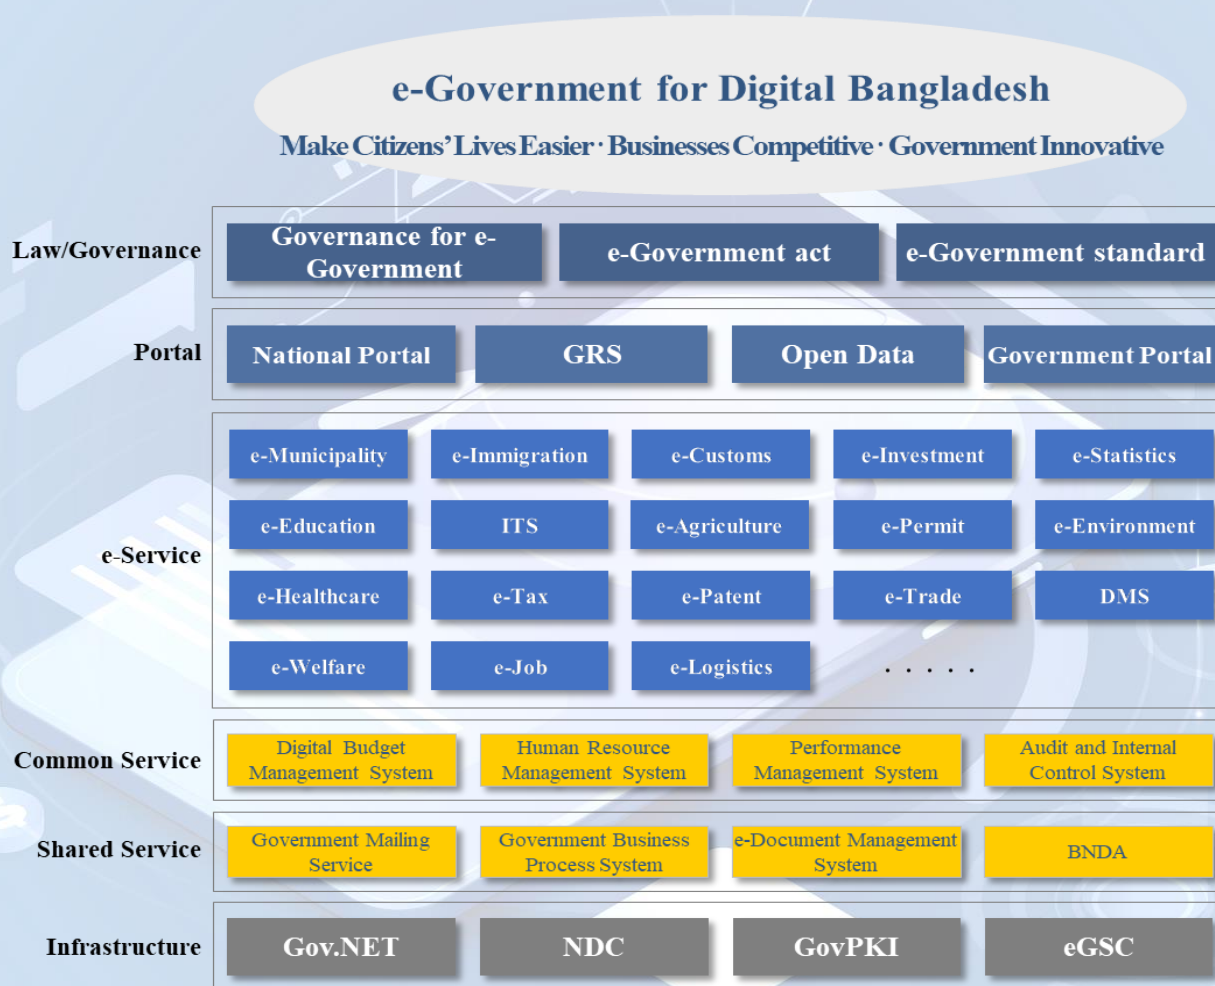 e-Government for Digital Bangladesh
Make Citizens' Lives Easier · Businesses Competitive · Government Innovative
Law/Governance
Governance for e-
Government
e-Government act
e-Government standard
Portal
National Portal
GRS
Open Data
Government Portal
e-Service
e-Municipality
e-Immigration
e-Customs
e-Investment
e-Statistics
e-Education
ITS
e-Agriculture
e-Permit
e-Environment
e-Healthcare
e-Tax
e-Patent
e-Trade
DMS
e-Welfare
e-Job
e-Logistics
. . . . .
Common Service
Digital Budget
Management System
Human Resource
Management System
Performance
Management System
Audit and Internal
Control System
Shared Service
Government Mailing
Service
Government Business
Process System
e-Document Management
System
BNDA
Infrastructure
Gov.NET
NDC
GovPKI
eGSC